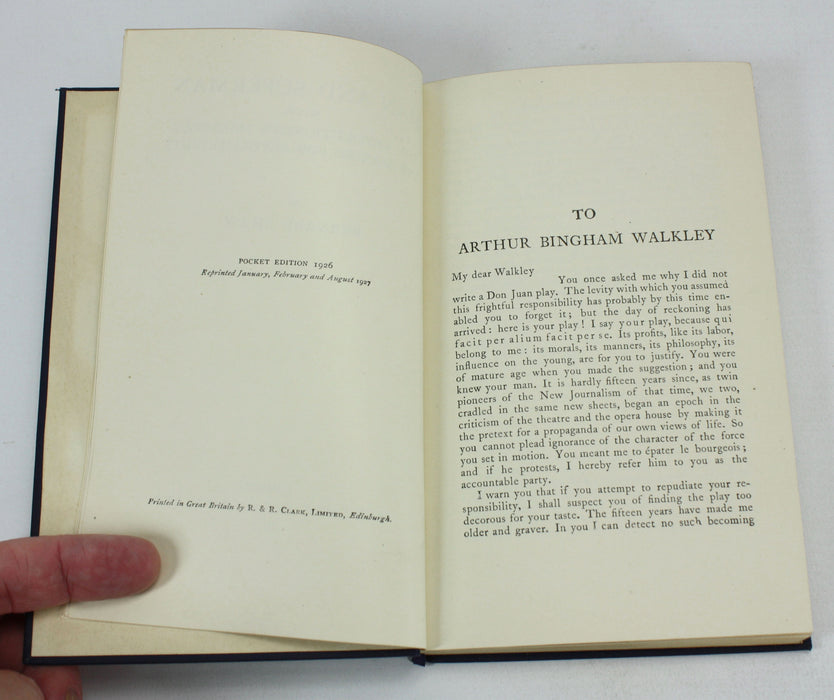 POCKET EDITION 1926
Reprinted January, February and August 1927
Printed in Great Britain by R. & R. CLARK, LIMITED, Edinburgh.
TO
ARTHUR BINGHAM WALKLEY
My dear Walkley
You once asked me why I did not
write a Don Juan play. The levity with which you assumed
this frightful responsibility has probably by this time en-
abled you to forget it; but the day of reckoning has
arrived: here is your play! I say your play, because qui
facit per alium facit per se. Its profits, like its labor,
belong to me: its morals, its manners, its philosophy, its
influence on the young, are for you to justify. You were
of mature age when you made the suggestion; and you
knew your man. It is hardly fifteen years since, as twin
pioneers of the New Journalism of that time, we two,
cradled in the same new sheets, began an epoch in the
criticism of the theatre and the opera house by making it
the pretext for a propaganda of our own views of life. So
you cannot plead ignorance of the character of the force
you set in motion. You meant me to épater le bourgeois;
and if he protests, I hereby refer him to you as the
accountable party.
I warn you that if you attempt to repudiate your re-
sponsibility, I shall suspect you of finding the play too
decorous for your taste. The fifteen years have made me
older and graver. In you I can detect no such becoming